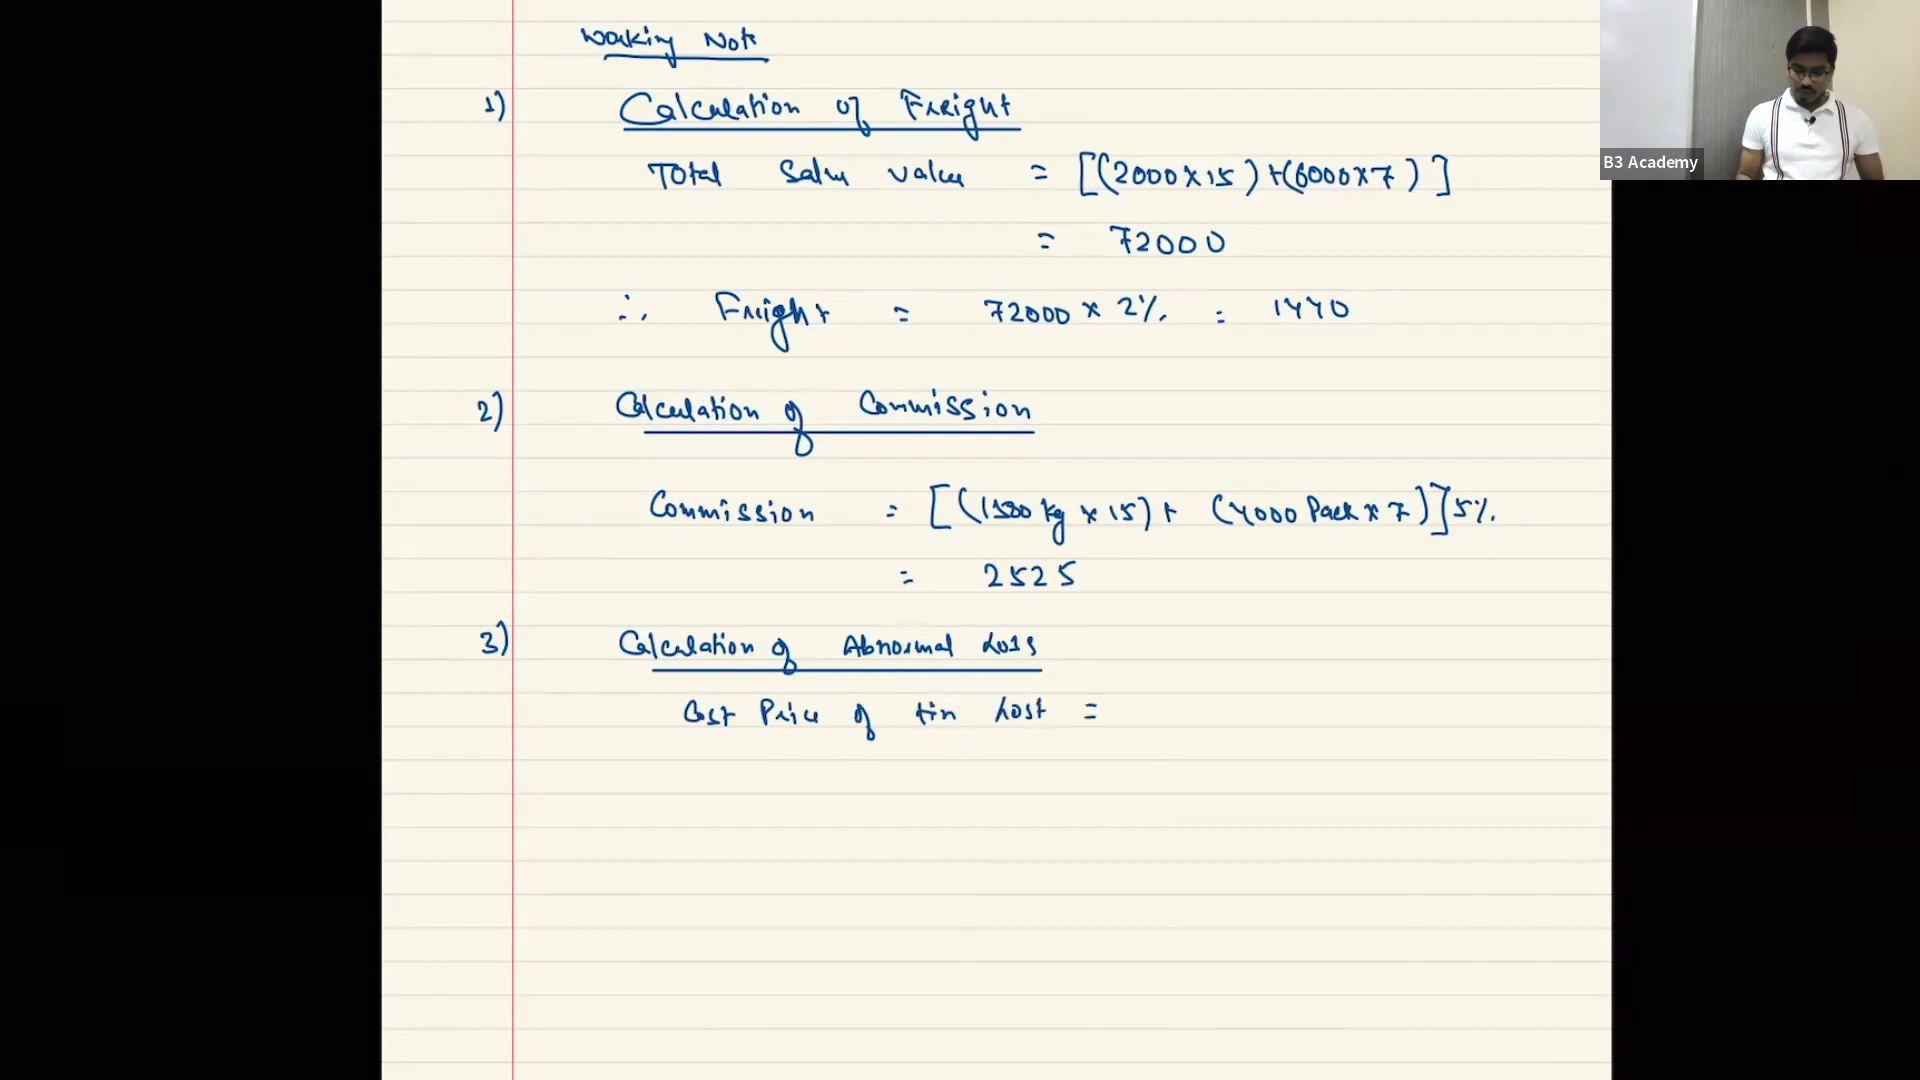 Working Note
1) Calculation of Freight
Total Sales value = [(2000 x 15) + (6000 x 7)]
= 72000
∴ Freight = 72000 x 2% = 1440
2) Calculation of Commission
Commission = [(1500 kg x 15) + (4000 Pack x 7)] 5%
= 2525
3) Calculation of Abnormal Loss
Cost Price of tin Lost =
B3 Academy